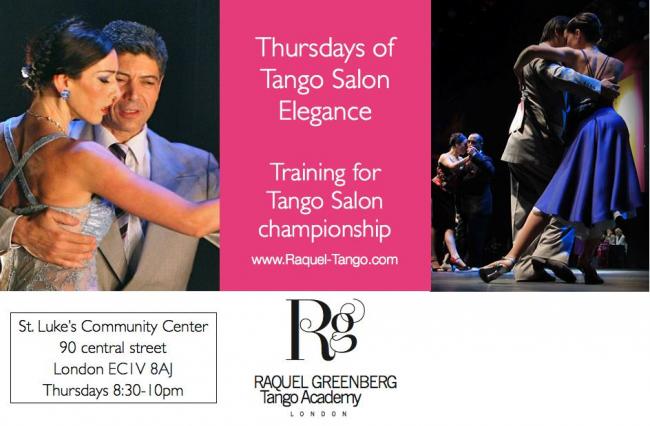 Thursdays of
Tango Salon
Elegance
Training for
Tango Salon
championship
www.Raquel-Tango.com
St. Luke's Community Center
90 central street
London EC1V 8AJ
Thursdays 8:30-10pm
Rg
RAQUEL GREENBERG
Tango Academy
LONDON